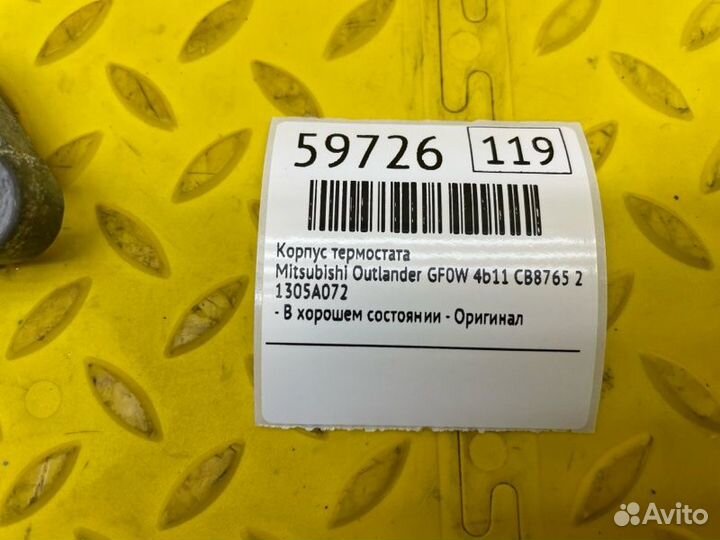 59726 119
Корпус термостата
Mitsubishi Outlander GF0W 4b11 CB8765 2
1305A072
- В хорошем состоянии - Оригинал
Avito